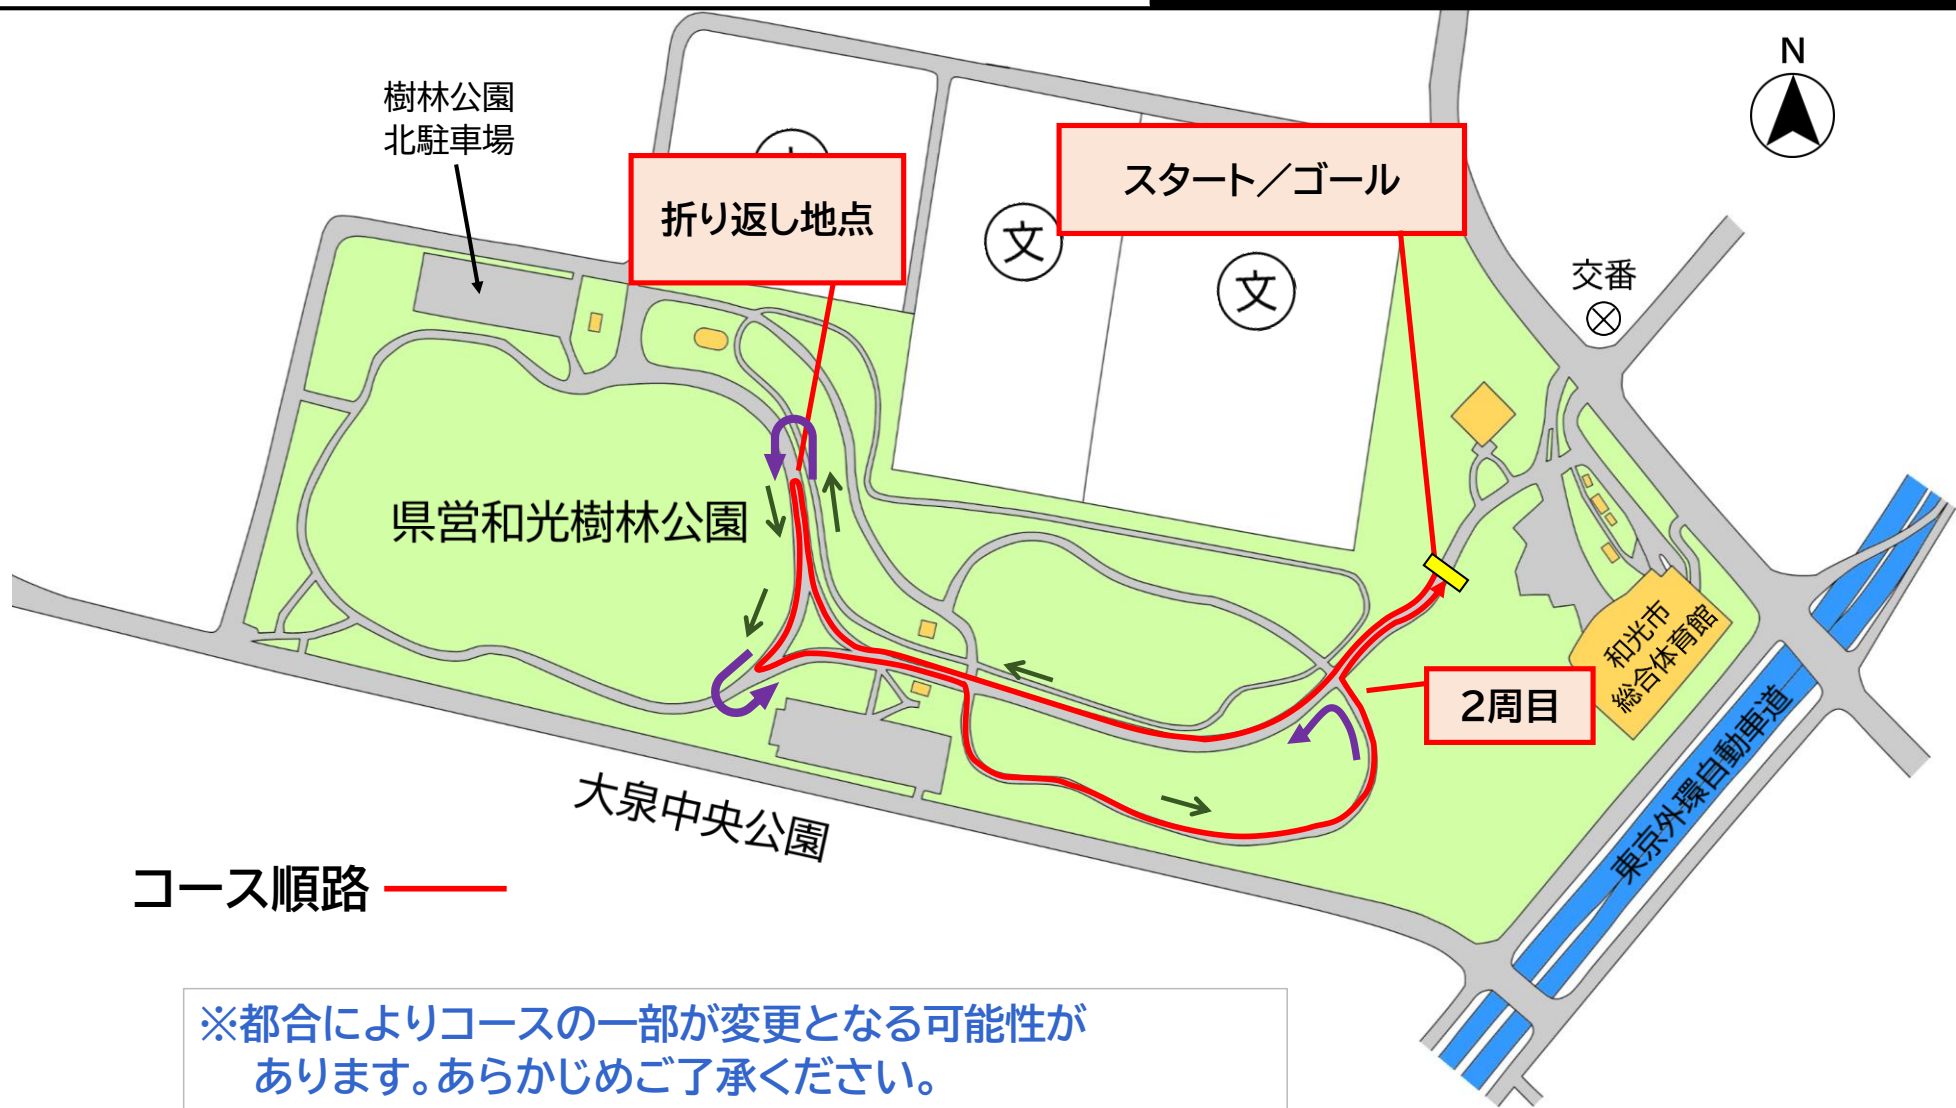 N
樹林公園
北駐車場
スタート／ゴール
折り返し地点
文
文
交番
県営和光樹林公園
和光市
総合体育館
2周目
東京外環自動車道
大泉中央公園
コース順路
※都合によりコースの一部が変更となる可能性が
あります。あらかじめご了承ください。